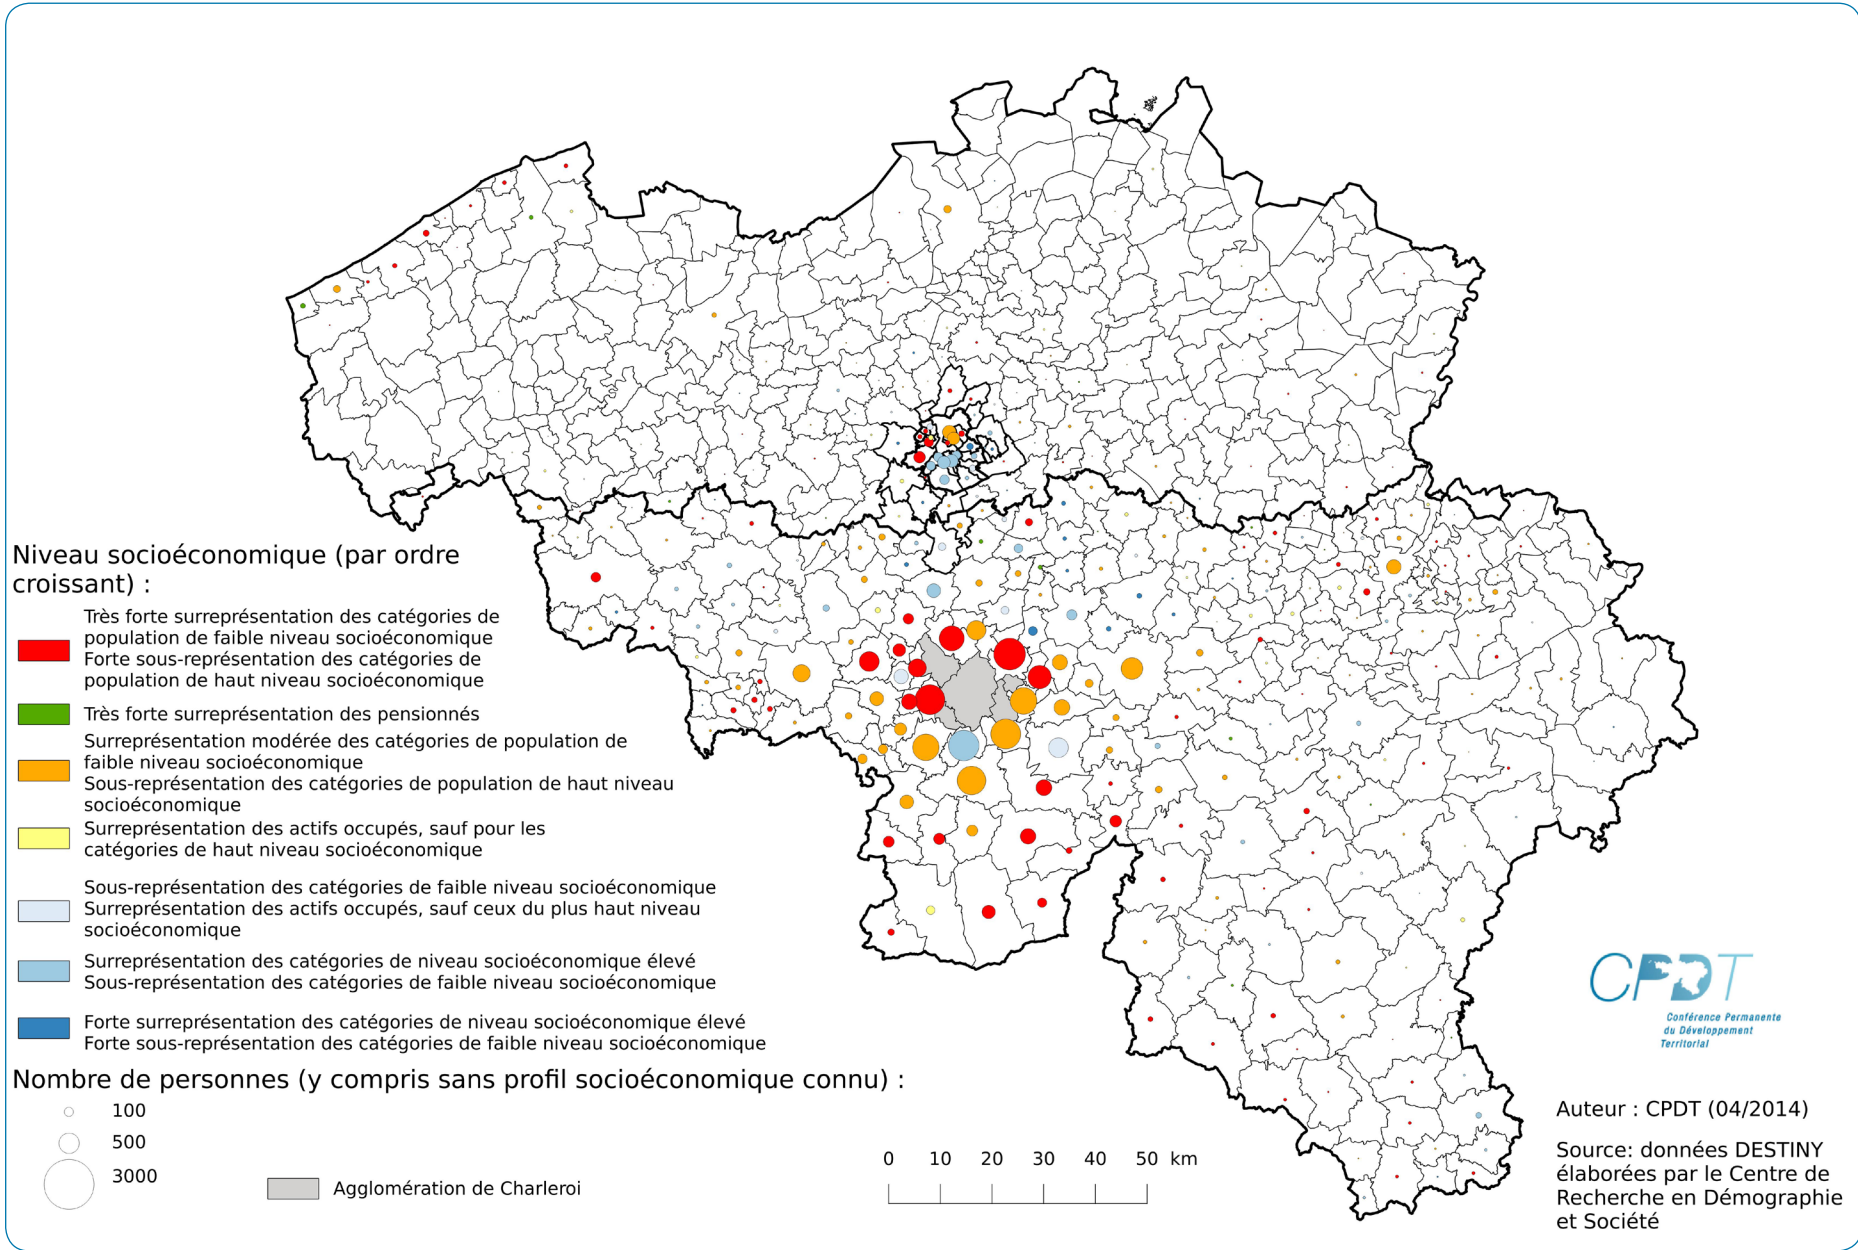 Niveau socioéconomique (par ordre
croissant) :
Très forte surreprésentation des catégories de
population de faible niveau socioéconomique
Forte sous-représentation des catégories de
population de haut niveau socioéconomique
Très forte surreprésentation des pensionnés
Surreprésentation modérée des catégories de population de
faible niveau socioéconomique
Sous-représentation des catégories de population de haut niveau
socioéconomique
Surreprésentation des actifs occupés, sauf pour les
catégories de haut niveau socioéconomique
Sous-représentation des catégories de faible niveau socioéconomique
Surreprésentation des actifs occupés, sauf ceux du plus haut niveau
socioéconomique
Surreprésentation des catégories de niveau socioéconomique élevé
Sous-représentation des catégories de faible niveau socioéconomique
Forte surreprésentation des catégories de niveau socioéconomique élevé
Forte sous-représentation des catégories de faible niveau socioéconomique
Nombre de personnes (y compris sans profil socioéconomique connu) :
100
500
3000
Agglomération de Charleroi
0 10 20 30 40 50 km
CPDT
Conférence Permanente
du Développement
Territorial
Auteur : CPDT (04/2014)
Source: données DESTINY
élaborées par le Centre de
Recherche en Démographie
et Société